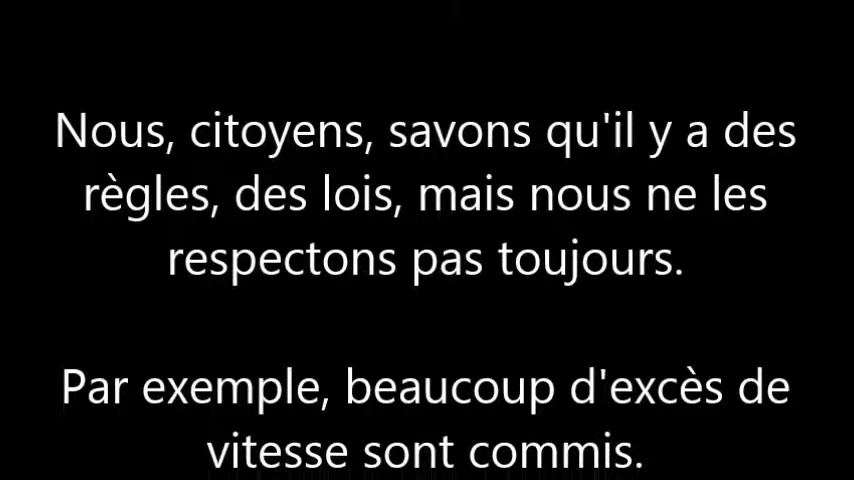 Nous, citoyens, savons qu'il y a des
règles, des lois, mais nous ne les
respectons pas toujours.
Par exemple, beaucoup d'excès de
vitesse sont commis.